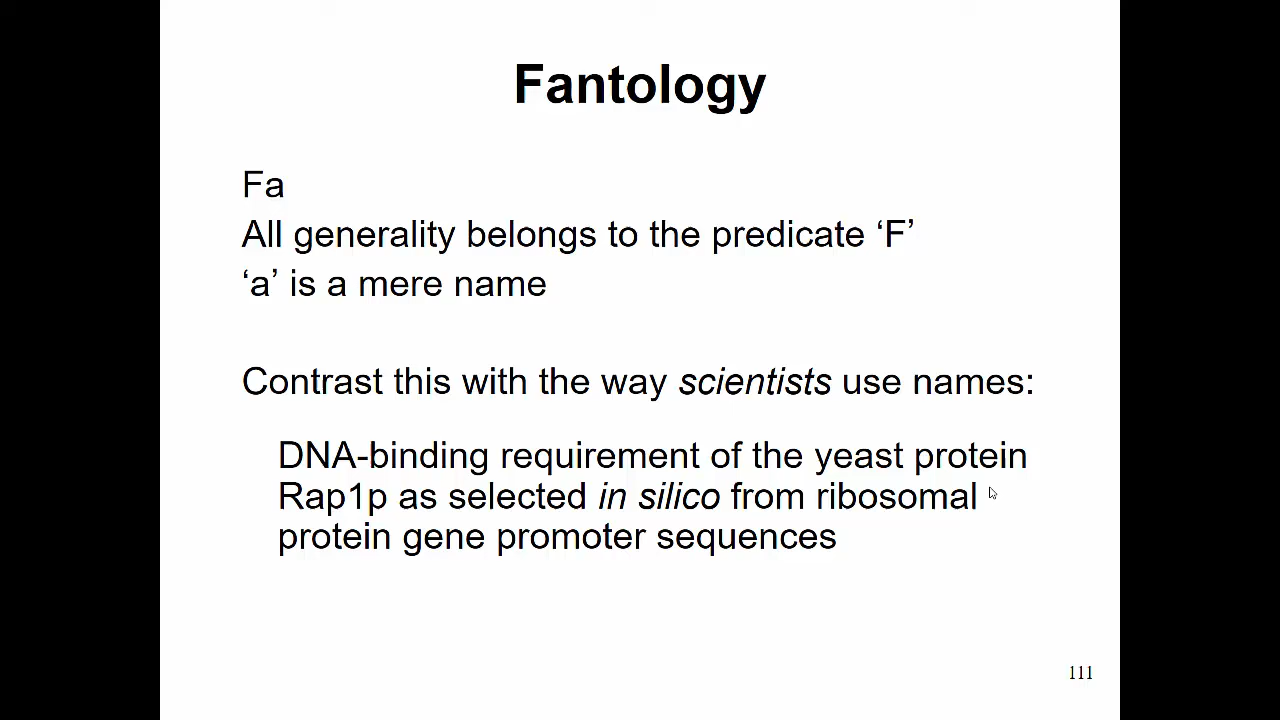 Fantology
Fa
All generality belongs to the predicate ‘F’
‘a’ is a mere name
Contrast this with the way scientists use names:
DNA-binding requirement of the yeast protein
Rap1p as selected in silico from ribosomal
protein gene promoter sequences
111